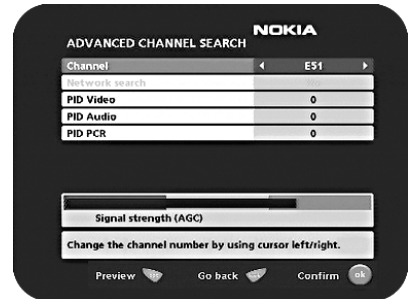 NOKIA
ADVANCED CHANNEL SEARCH
Channel E51
Network search No
PID Video 0
PID Audio 0
PID PCR 0
Signal strength (AGC)
Change the channel number by using cursor left/right.
Preview Go back Confirm ok